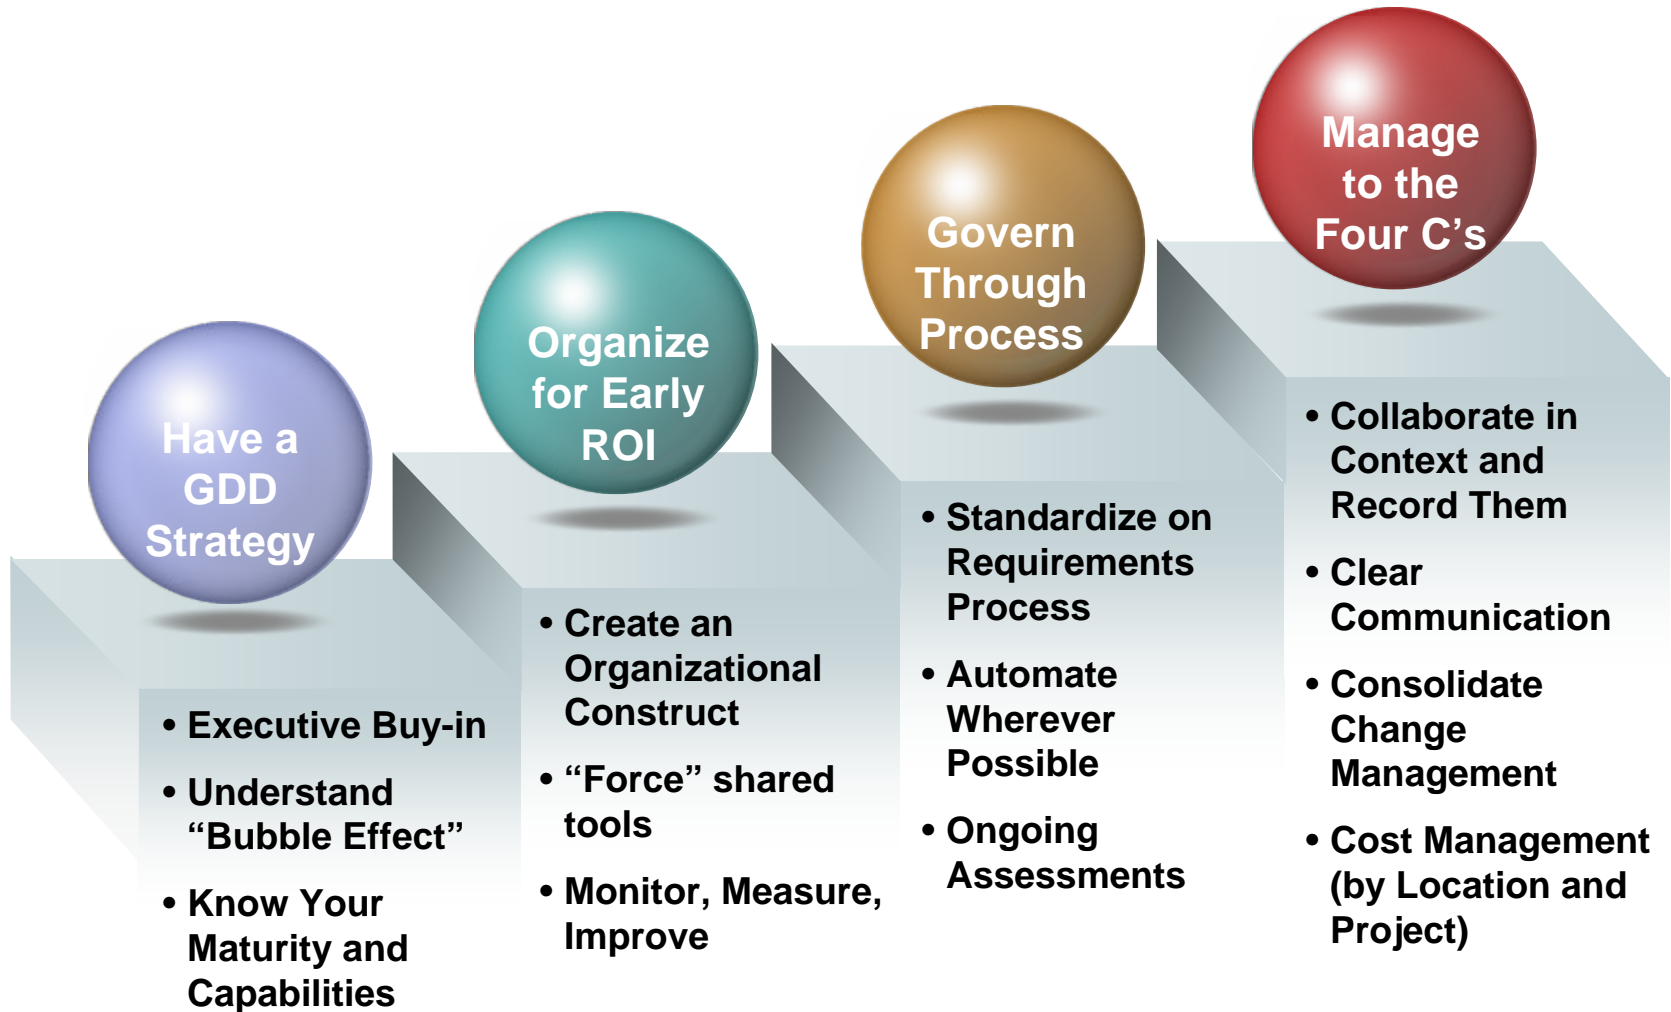 Have a
GDD
Strategy
• Executive Buy-in
• Understand
“Bubble Effect”
• Know Your
Maturity and
Capabilities
Organize
for Early
ROI
• Create an
Organizational
Construct
• “Force” shared
tools
• Monitor, Measure,
Improve
Govern
Through
Process
• Standardize on
Requirements
Process
• Automate
Wherever
Possible
• Ongoing
Assessments
Manage
to the
Four C’s
• Collaborate in
Context and
Record Them
• Clear
Communication
• Consolidate
Change
Management
• Cost Management
(by Location and
Project)